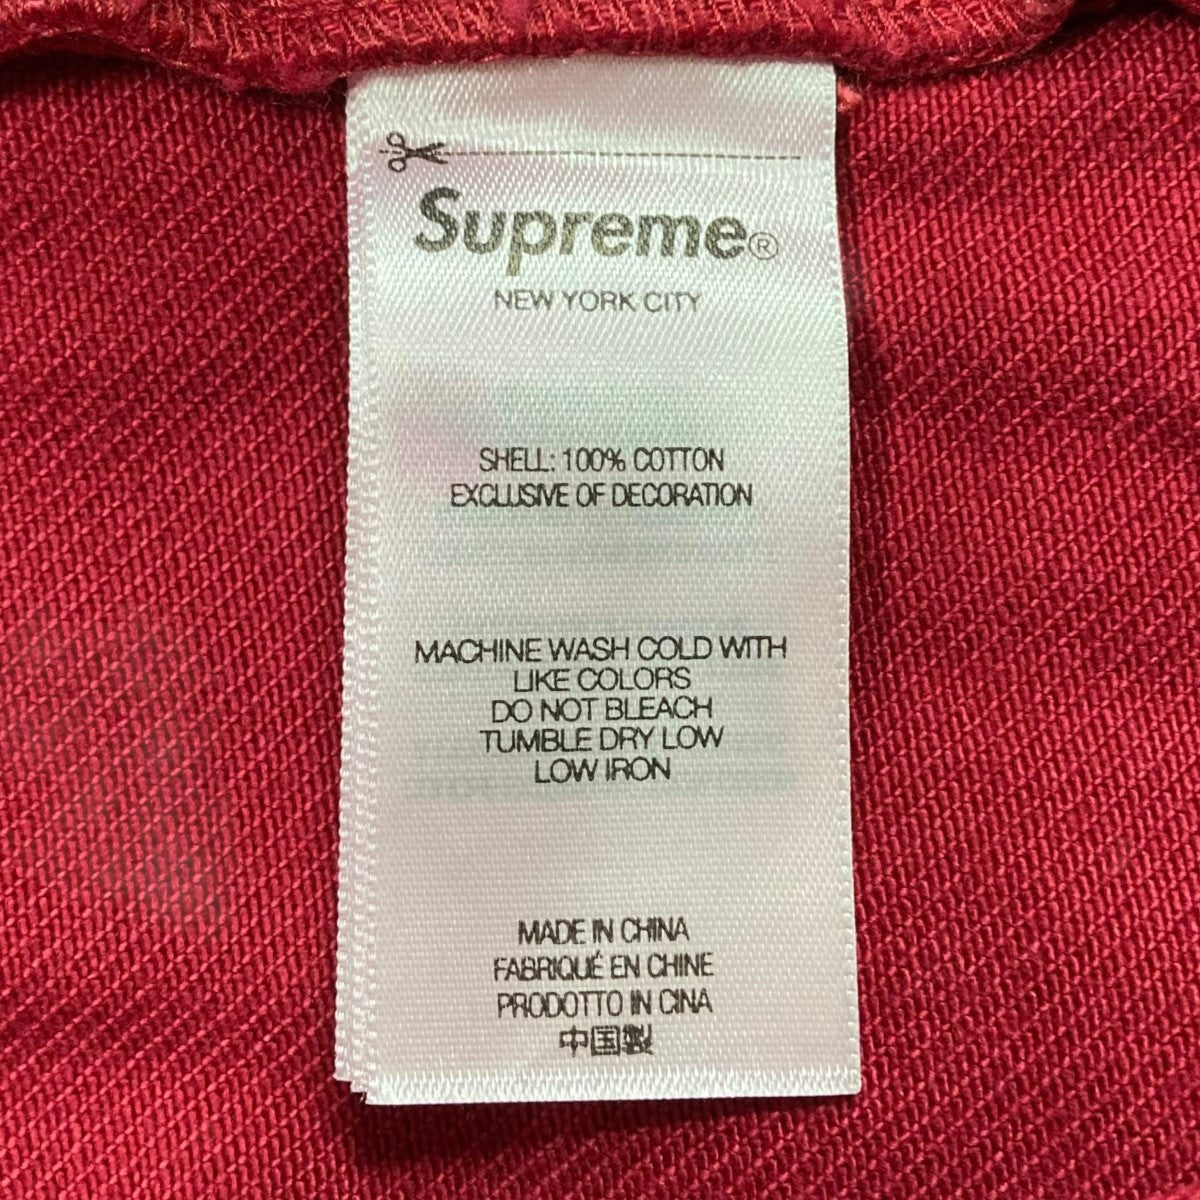 Supreme®
NEW YORK CITY
SHELL: 100% COTTON
EXCLUSIVE OF DECORATION
MACHINE WASH COLD WITH
LIKE COLORS
DO NOT BLEACH
TUMBLE DRY LOW
LOW IRON
MADE IN CHINA
FABRIQUÉ EN CHINE
PRODOTTO IN CINA
中国製